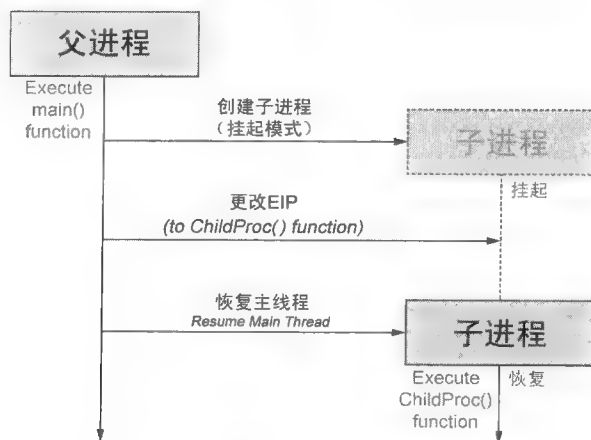 父进程
Execute
main()
function
创建子进程
（挂起模式）
子进程
挂起
更改EIP
(to ChildProc() function)
恢复主线程
Resume Main Thread
子进程
Execute
ChildProc()
function
恢复